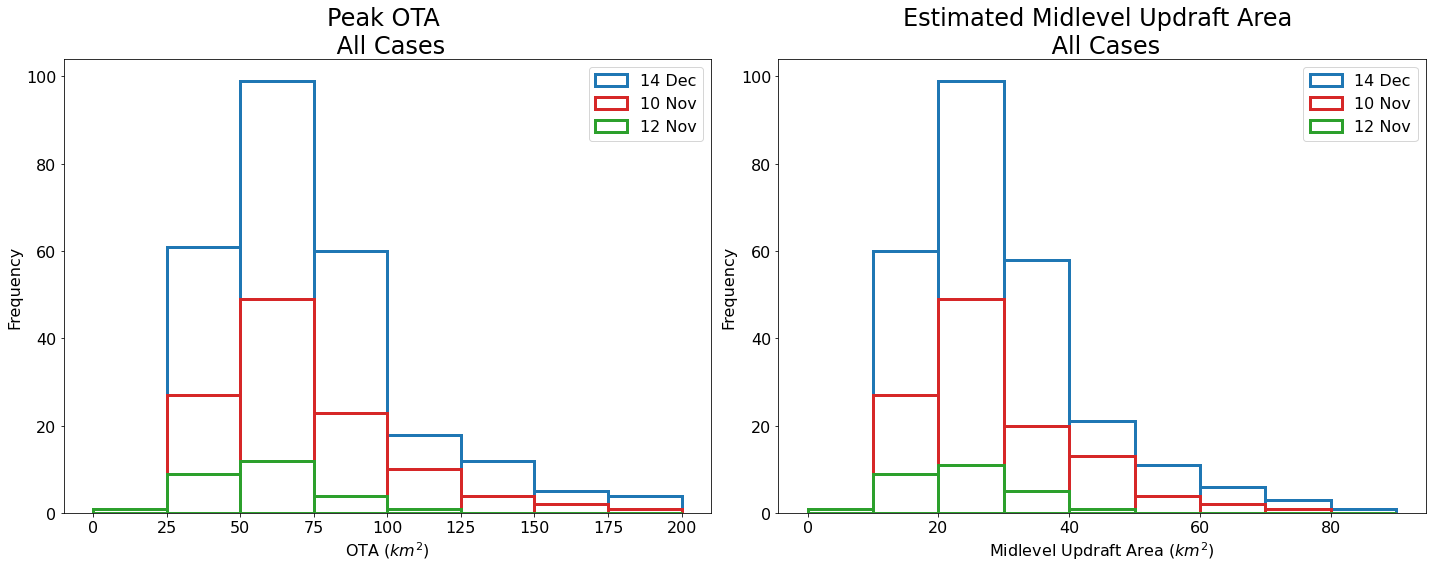 Peak OTA
All Cases
100
80
60
40
20
0
Frequency
14 Dec
10 Nov
12 Nov
0 25 50 75 100 125 150 175 200
OTA (km²)
Estimated Midlevel Updraft Area
All Cases
100
80
60
40
20
0
Frequency
14 Dec
10 Nov
12 Nov
0 20 40 60 80
Midlevel Updraft Area (km²)